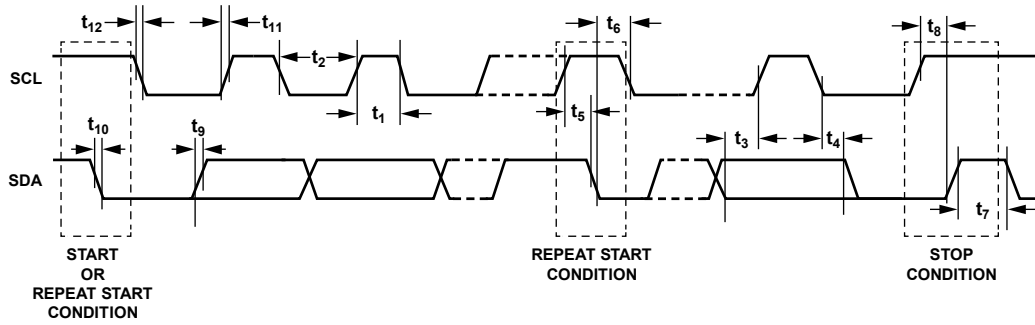 t12
t11
t6
t8
t2
SCL
t1
t5
t10
t9
t3
t4
SDA
t7
START
OR
REPEAT START
CONDITION
REPEAT START
CONDITION
STOP
CONDITION